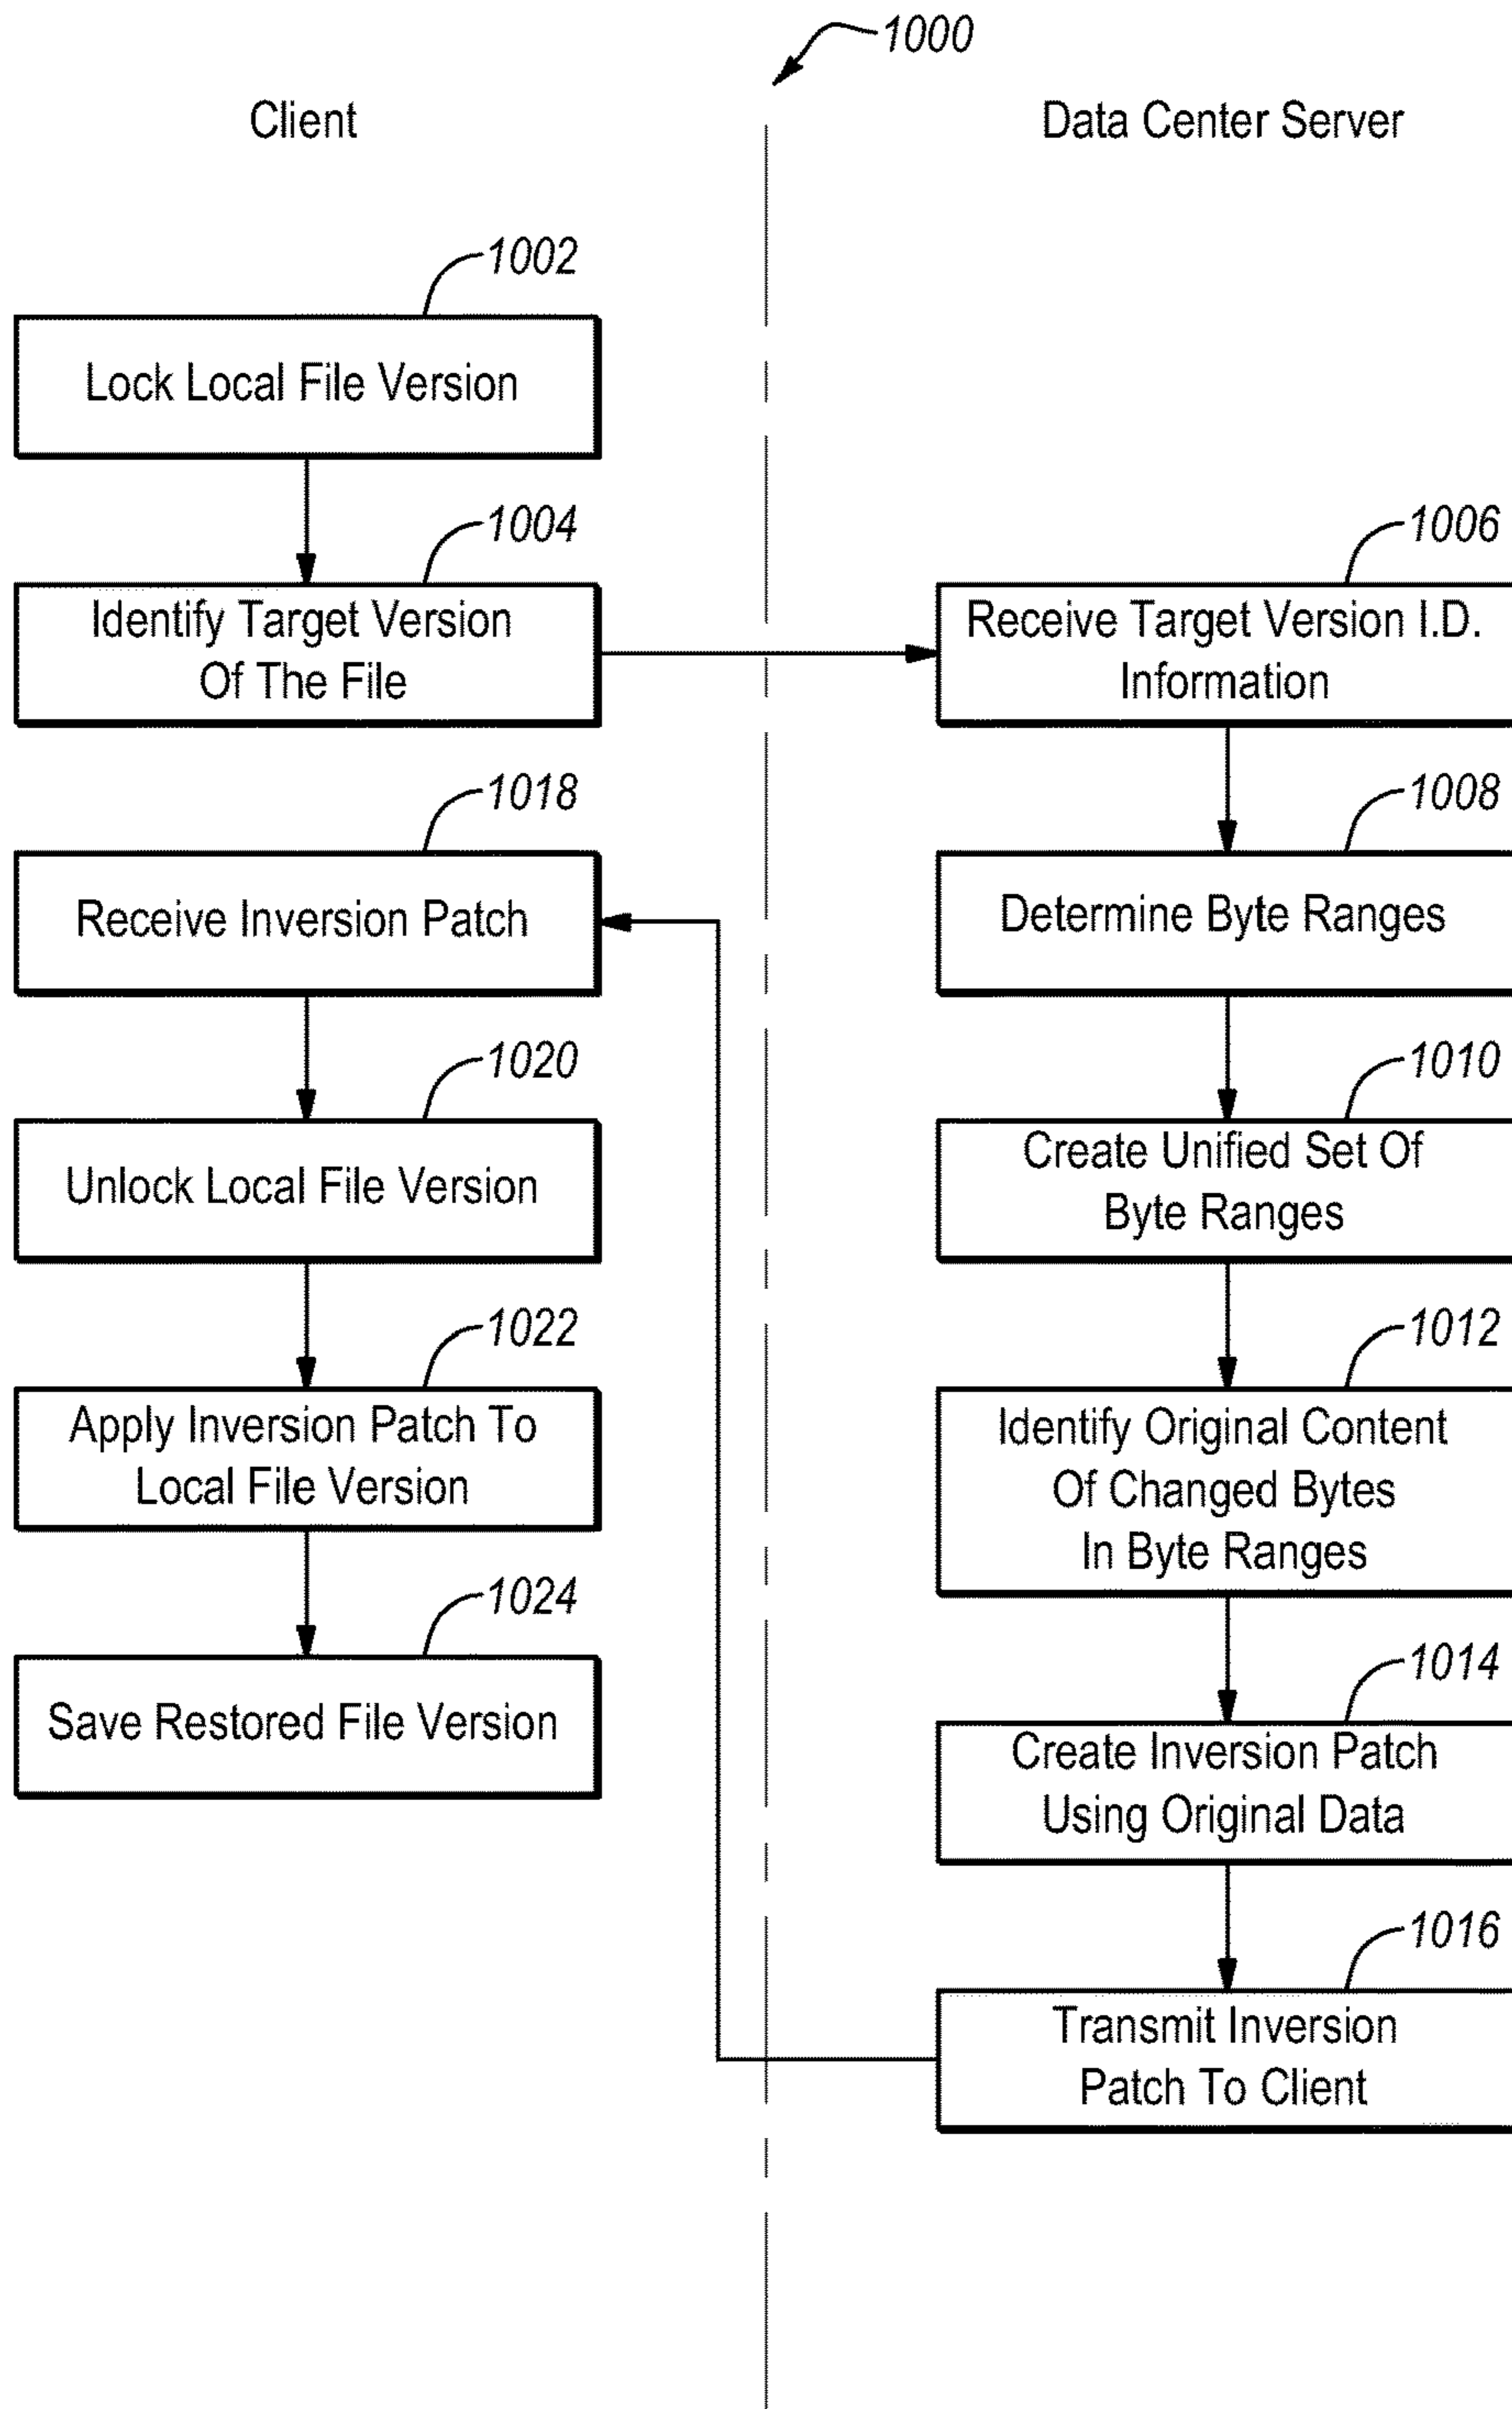 1000
Client
Data Center Server
1002
Lock Local File Version
1004
Identify Target Version
Of The File
1006
Receive Target Version I.D.
Information
1008
Determine Byte Ranges
1010
Create Unified Set Of
Byte Ranges
1012
Identify Original Content
Of Changed Bytes
In Byte Ranges
1014
Create Inversion Patch
Using Original Data
1016
Transmit Inversion
Patch To Client
1018
Receive Inversion Patch
1020
Unlock Local File Version
1022
Apply Inversion Patch To
Local File Version
1024
Save Restored File Version